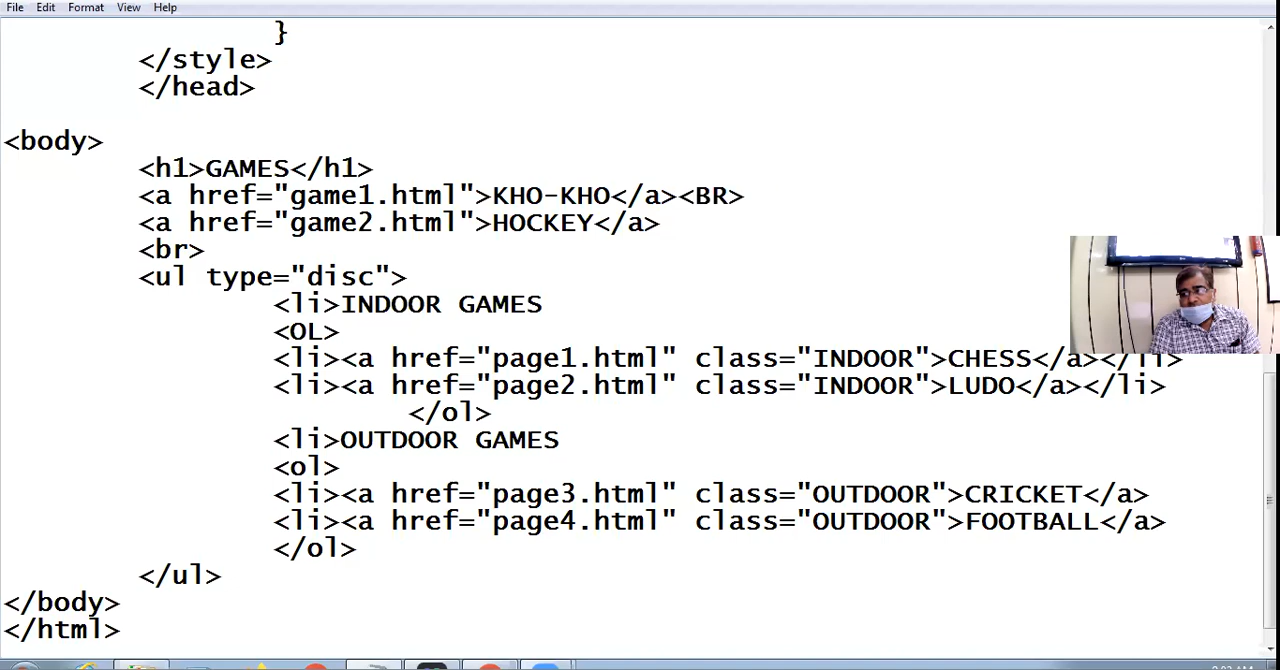 File Edit Format View Help
}
</style>
</head>
<body>
<h1>GAMES</h1>
<a href="game1.html">KHO-KHO</a><BR>
<a href="game2.html">HOCKEY</a>
<br>
<ul type="disc">
<li>INDOOR GAMES
<OL>
<li><a href="page1.html" class="INDOOR">CHESS</a></li>
<li><a href="page2.html" class="INDOOR">LUDO</a></li>
</ol>
<li>OUTDOOR GAMES
<ol>
<li><a href="page3.html" class="OUTDOOR">CRICKET</a>
<li><a href="page4.html" class="OUTDOOR">FOOTBALL</a>
</ol>
</ul>
</body>
</html>